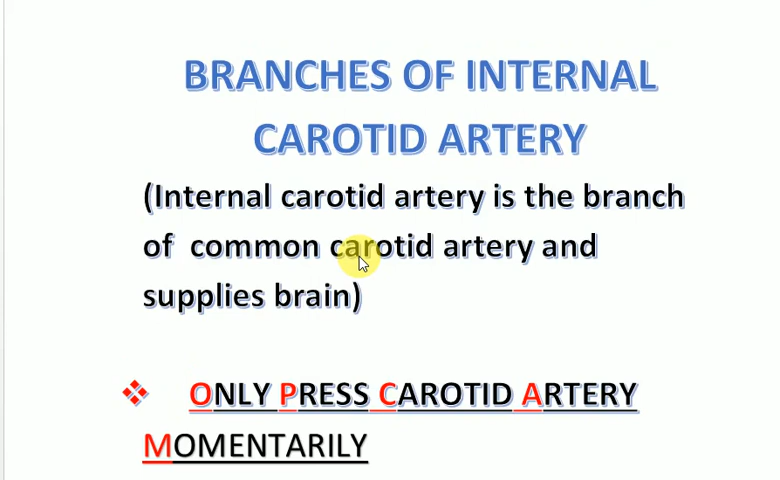 BRANCHES OF INTERNAL
CAROTID ARTERY
(Internal carotid artery is the branch
of common carotid artery and
supplies brain)
ONLY PRESS CAROTID ARTERY
MOMENTARILY